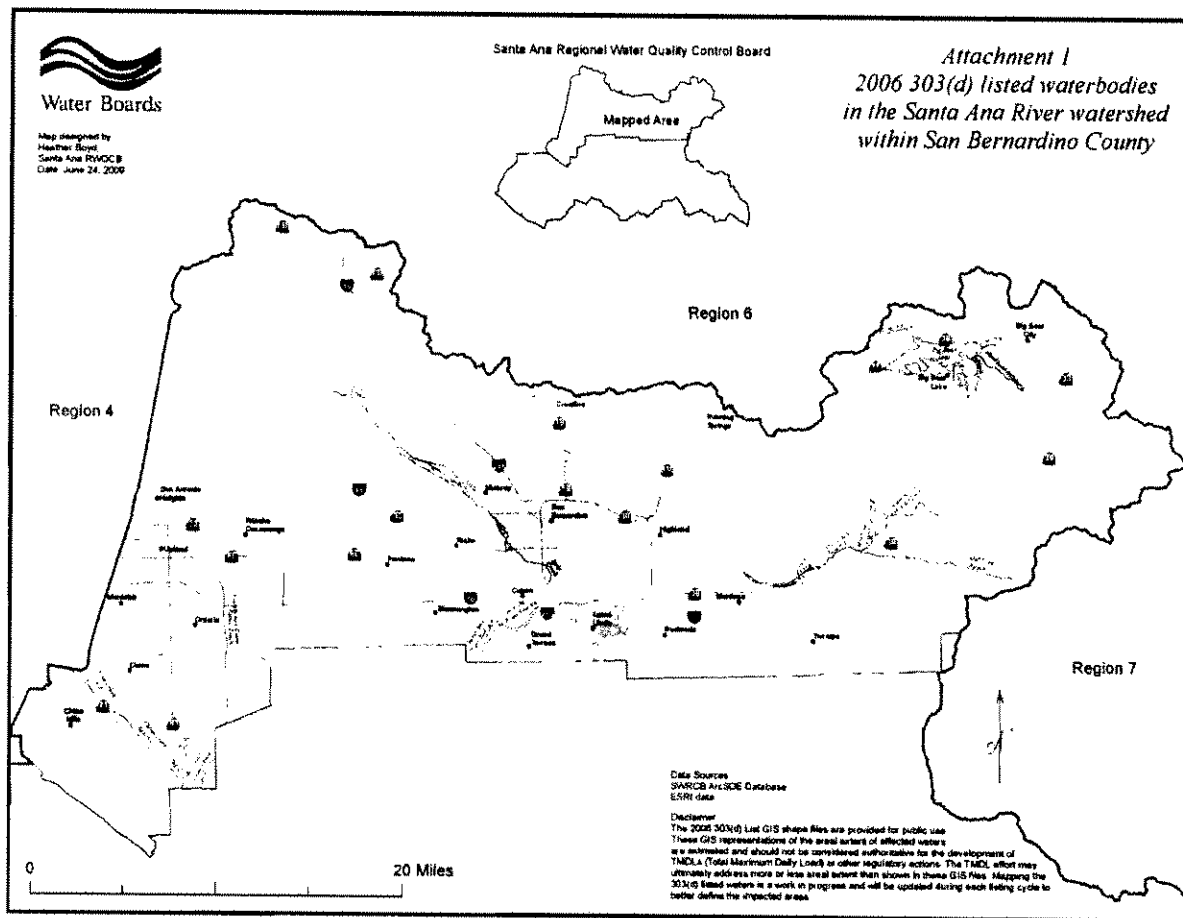 Water Boards
Map designed by
Heather Boyd
Santa Ana RWQCB
Date June 24, 2009
Santa Ana Regional Water Quality Control Board
Mapped Area
Attachment 1
2006 303(d) listed waterbodies
in the Santa Ana River watershed
within San Bernardino County
Region 6
Region 4
Region 7
Big Bear
City
Big Bear
Lake
Crestline
Running
Springs
San Antonio
Heights
Upland
Rancho
Cucamonga
Fontana
Rialto
Muscoy
San
Bernardino
Highland
Montclair
Ontario
Bloomington
Colton
Grand
Terrace
Loma
Linda
Redlands
Mentone
Yucaipa
Chino
Chino
Hills
0
20 Miles
Data Sources
SWRCB ArcSDE Database
ESRI data
Disclaimer
The 2006 303(d) List GIS shape files are provided for public use
These GIS representations of the areal extent of affected waters
are estimated and should not be considered authoritative for the development of
TMDLs (Total Maximum Daily Load) or other regulatory actions. The TMDL effort may
ultimately address more or less areal extent than shown in these GIS files. Mapping the
303(d) listed waters is a work in progress and will be updated during each listing cycle to
better define the impacted areas